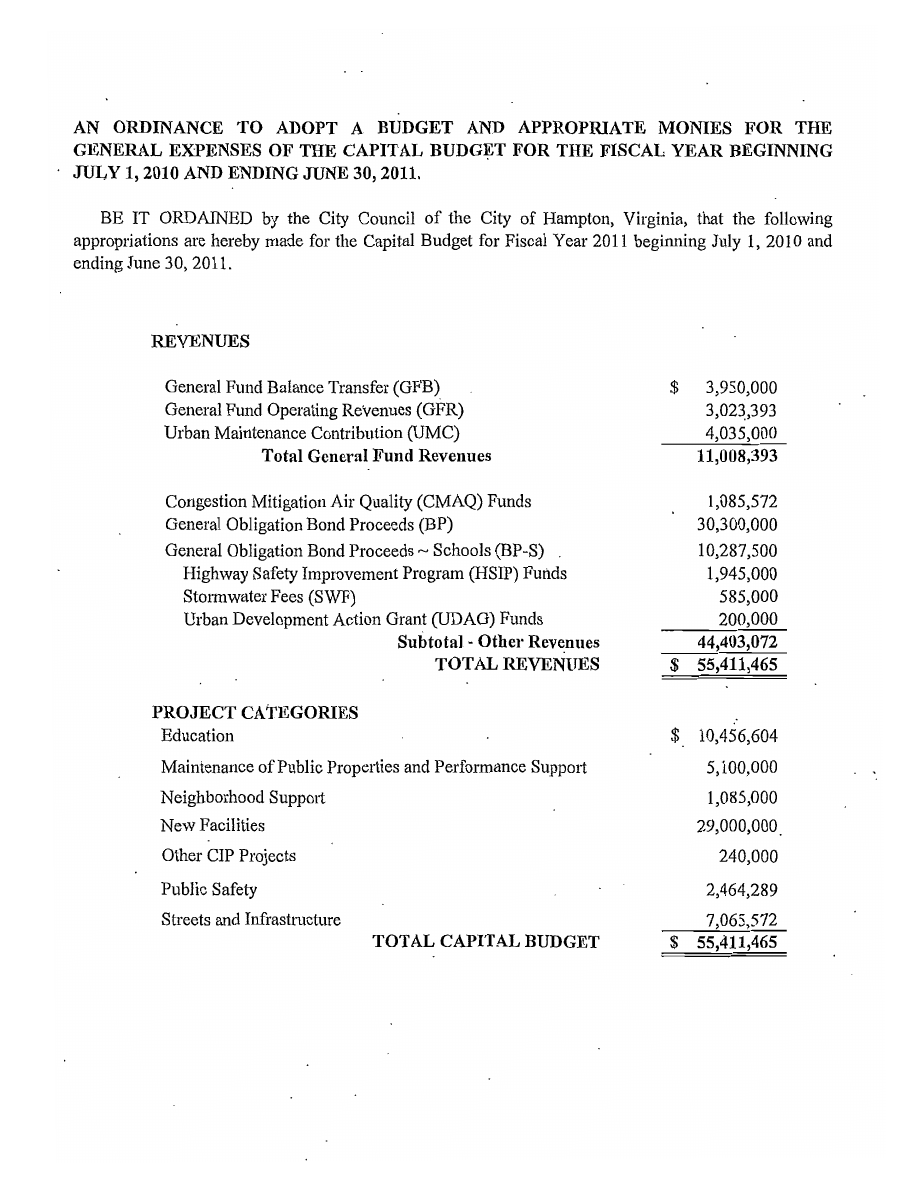 AN ORDINANCE TO ADOPT A BUDGET AND APPROPRIATE MONIES FOR THE
GENERAL EXPENSES OF THE CAPITAL BUDGET FOR THE FISCAL YEAR BEGINNING
JULY 1, 2010 AND ENDING JUNE 30, 2011.
BE IT ORDAINED by the City Council of the City of Hampton, Virginia, that the following
appropriations are hereby made for the Capital Budget for Fiscal Year 2011 beginning July 1, 2010 and
ending June 30, 2011.
REVENUES
General Fund Balance Transfer (GFB) $ 3,950,000
General Fund Operating Revenues (GFR) 3,023,393
Urban Maintenance Contribution (UMC) 4,035,000
Total General Fund Revenues 11,008,393
Congestion Mitigation Air Quality (CMAQ) Funds 1,085,572
General Obligation Bond Proceeds (BP) 30,300,000
General Obligation Bond Proceeds ~ Schools (BP-S) 10,287,500
Highway Safety Improvement Program (HSIP) Funds 1,945,000
Stormwater Fees (SWF) 585,000
Urban Development Action Grant (UDAG) Funds 200,000
Subtotal - Other Revenues 44,403,072
TOTAL REVENUES $ 55,411,465
PROJECT CATEGORIES
Education $ 10,456,604
Maintenance of Public Properties and Performance Support 5,100,000
Neighborhood Support 1,085,000
New Facilities 29,000,000
Other CIP Projects 240,000
Public Safety 2,464,289
Streets and Infrastructure 7,065,572
TOTAL CAPITAL BUDGET $ 55,411,465